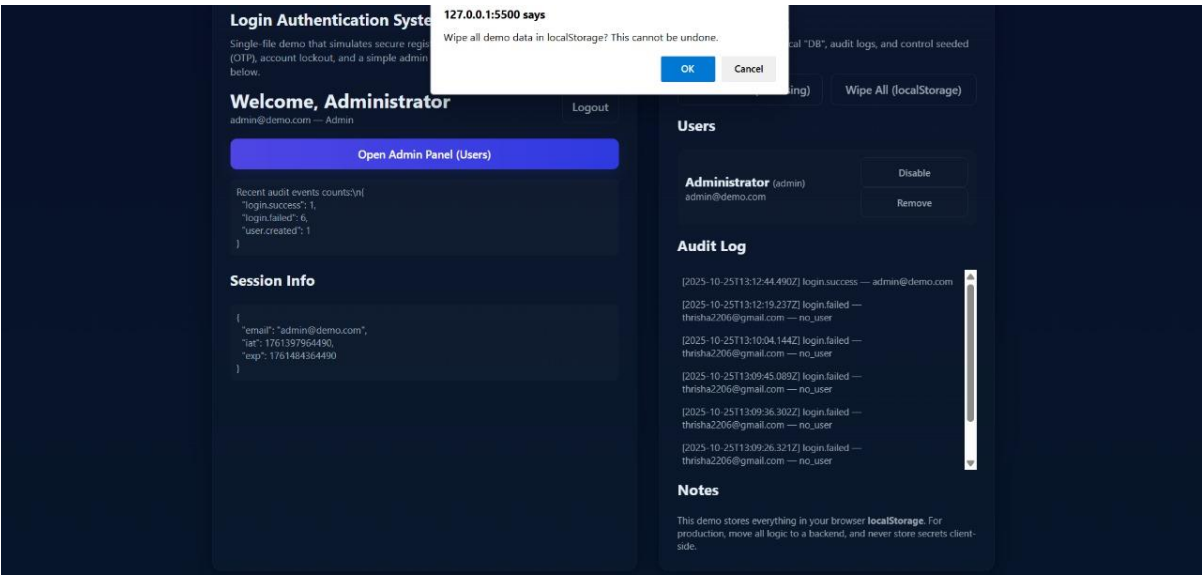 127.0.0.1:5500 says
Wipe all demo data in localStorage? This cannot be undone.
OK
Cancel
Login Authentication Syste
Single-file demo that simulates secure regis
(OTP), account lockout, and a simple admin
below.
Welcome, Administrator
admin@demo.com — Admin
Logout
Open Admin Panel (Users)
Recent audit events counts:\n{
"login.success": 1,
"login.failed": 6,
"user.created": 1
}
Session Info
{
"email": "admin@demo.com",
"iat": 1761397964490,
"exp": 1761484364490
}
cal "DB", audit logs, and control seeded
ing)
Wipe All (localStorage)
Users
Administrator (admin)
admin@demo.com
Disable
Remove
Audit Log
[2025-10-25T13:12:44.490Z] login.success — admin@demo.com
[2025-10-25T13:12:19.237Z] login.failed —
thrisha2206@gmail.com — no_user
[2025-10-25T13:10:04.144Z] login.failed —
thrisha2206@gmail.com — no_user
[2025-10-25T13:09:45.089Z] login.failed —
thrisha2206@gmail.com — no_user
[2025-10-25T13:09:36.302Z] login.failed —
thrisha2206@gmail.com — no_user
[2025-10-25T13:09:26.321Z] login.failed —
thrisha2206@gmail.com — no_user
Notes
This demo stores everything in your browser localStorage. For
production, move all logic to a backend, and never store secrets client-
side.